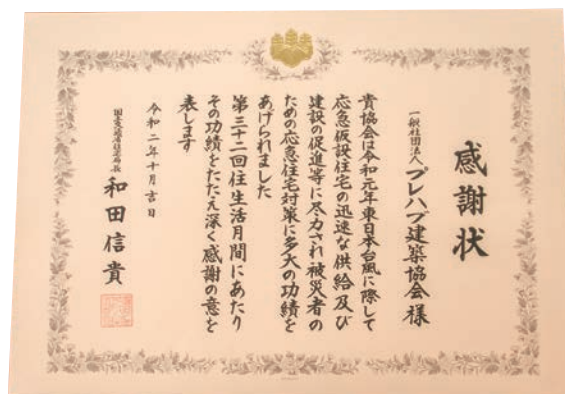 感謝状
一般社団法人プレハブ建築協会様
貴協会は令和元年東日本台風に際して
応急仮設住宅の迅速な供給及び
建設の促進等に尽力され被災者の
ための応急住宅対策に多大の功績を
あげられました
第三十二回住生活月間にあたり
その功績をたたえ深く感謝の意を
表します
令和二年十月吉日
国土交通省住宅局長
和田信貴